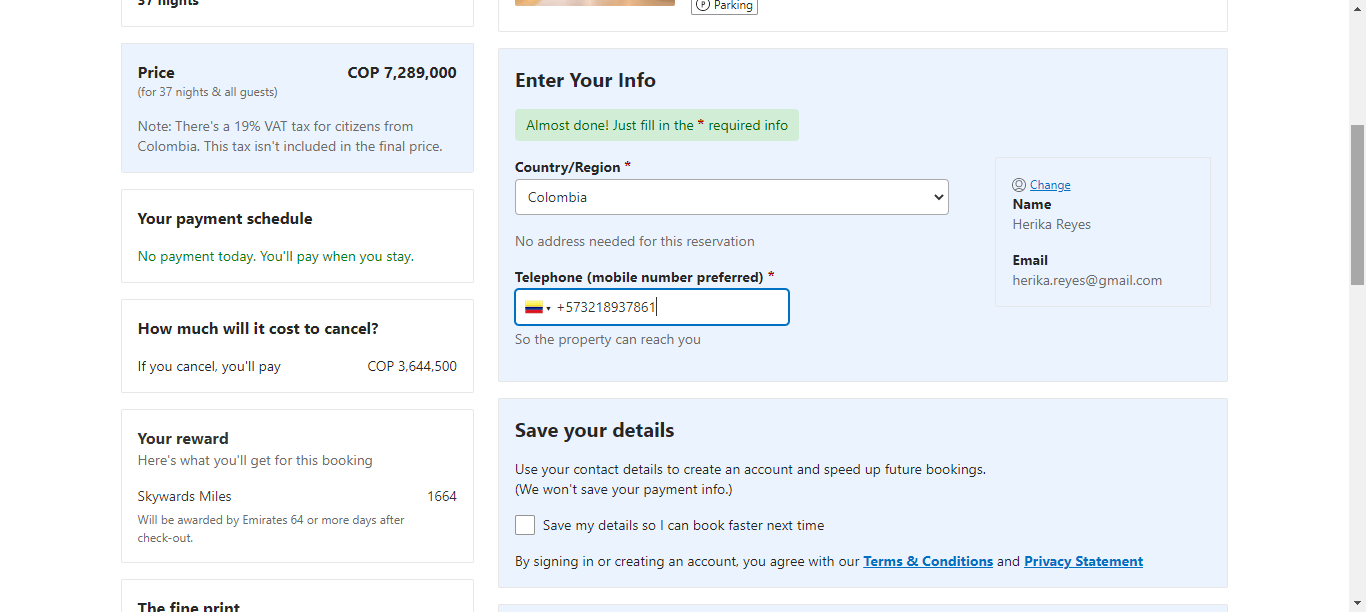 37 nights
Price COP 7,289,000
(for 37 nights & all guests)
Note: There's a 19% VAT tax for citizens from
Colombia. This tax isn't included in the final price.
Your payment schedule
No payment today. You'll pay when you stay.
How much will it cost to cancel?
If you cancel, you'll pay COP 3,644,500
Your reward
Here's what you'll get for this booking
Skywards Miles 1664
Will be awarded by Emirates 64 or more days after
check-out.
The fine print
P Parking
Enter Your Info
Almost done! Just fill in the * required info
Country/Region *
Colombia
No address needed for this reservation
Telephone (mobile number preferred) *
+573218937861
So the property can reach you
Change
Name
Herika Reyes
Email
herika.reyes@gmail.com
Save your details
Use your contact details to create an account and speed up future bookings.
(We won't save your payment info.)
Save my details so I can book faster next time
By signing in or creating an account, you agree with our Terms & Conditions and Privacy Statement